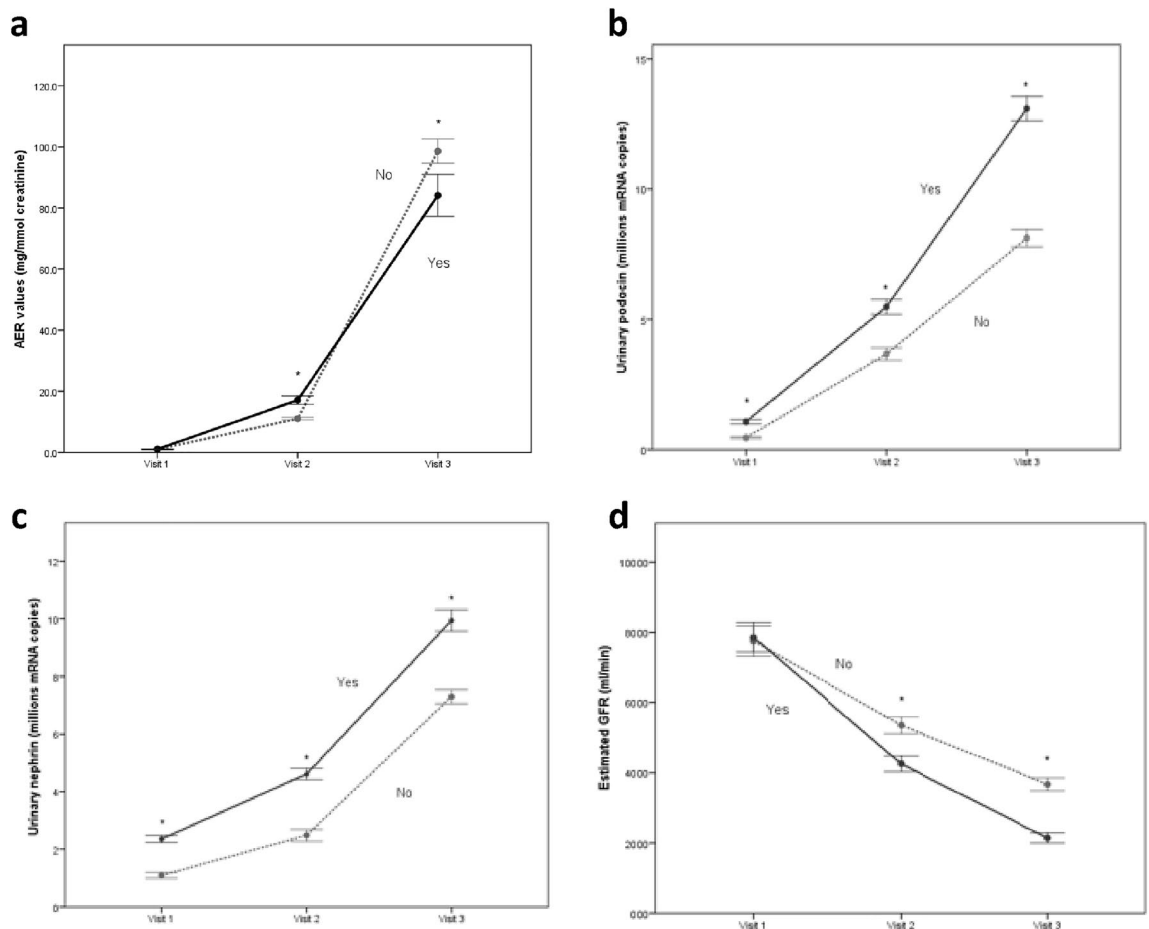 a
AER values (mg/mmol creatinine)
120.0
100.0
80.0
60.0
40.0
20.0
0.0
*
*
No
Yes
Visit 1
Visit 2
Visit 3
b
Urinary podocin (millions mRNA copies)
15
10
5
0
*
*
*
Yes
No
Visit 1
Visit 2
Visit 3
c
Urinary nephrin (millions mRNA copies)
12
10
8
6
4
2
0
*
*
*
Yes
No
Visit 1
Visit 2
Visit 3
d
Estimated GFR (ml/min)
10000
8000
6000
4000
2000
000
*
*
No
Yes
Visit 1
Visit 2
Visit 3